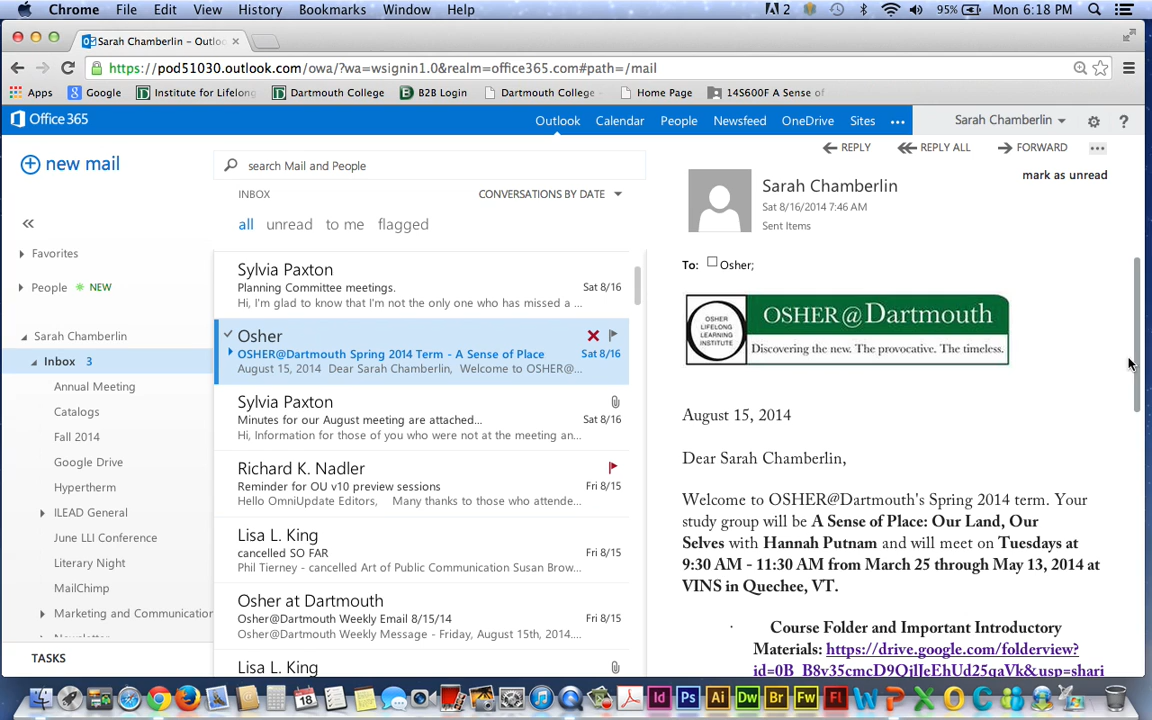 Chrome File Edit View History Bookmarks Window Help 2 95% Mon 6:18 PM
Sarah Chamberlin – Outlo
https://pod51030.outlook.com/owa/?wa=wsignin1.0&realm=office365.com#path=/mail
Apps Google Institute for Lifelong Dartmouth College B2B Login Dartmouth College - Home Page 14S600F A Sense of
Office 365 Outlook Calendar People Newsfeed OneDrive Sites ••• Sarah Chamberlin ?
new mail
search Mail and People
INBOX CONVERSATIONS BY DATE
all unread to me flagged
Favorites
People NEW
Sarah Chamberlin
Inbox 3
Annual Meeting
Catalogs
Fall 2014
Google Drive
Hypertherm
ILEAD General
June LLI Conference
Literary Night
MailChimp
Marketing and Communication
TASKS
Sylvia Paxton
Planning Committee meetings. Sat 8/16
Hi, I'm glad to know that I'm not the only one who has missed a ...
Osher
OSHER@Dartmouth Spring 2014 Term - A Sense of Place Sat 8/16
August 15, 2014 Dear Sarah Chamberlin, Welcome to OSHER@...
Sylvia Paxton
Minutes for our August meeting are attached... Sat 8/16
Hi, Information for those of you who were not at the meeting an...
Richard K. Nadler
Reminder for OU v10 preview sessions Fri 8/15
Hello OmniUpdate Editors, Many thanks to those who attende...
Lisa L. King
cancelled SO FAR Fri 8/15
Phil Tierney - cancelled Art of Public Communication Susan Brow...
Osher at Dartmouth
Osher@Dartmouth Weekly Email 8/15/14 Fri 8/15
Osher@Dartmouth Weekly Message - Friday, August 15th, 2014....
Lisa L. King
REPLY REPLY ALL FORWARD •••
mark as unread
Sarah Chamberlin
Sat 8/16/2014 7:46 AM
Sent Items
To: Osher;
OSHER
LIFELONG
LEARNING
INSTITUTE
OSHER@Dartmouth
Discovering the new. The provocative. The timeless.
August 15, 2014
Dear Sarah Chamberlin,
Welcome to OSHER@Dartmouth's Spring 2014 term. Your
study group will be A Sense of Place: Our Land, Our
Selves with Hannah Putnam and will meet on Tuesdays at
9:30 AM - 11:30 AM from March 25 through May 13, 2014 at
VINS in Quechee, VT.
· Course Folder and Important Introductory
Materials: https://drive.google.com/folderview?
id=0B_B8v35cmcD9QjlJeEhUd25qaVk&usp=shari
18 Id Ps Ai Dw Br Fw Fl W P X O C